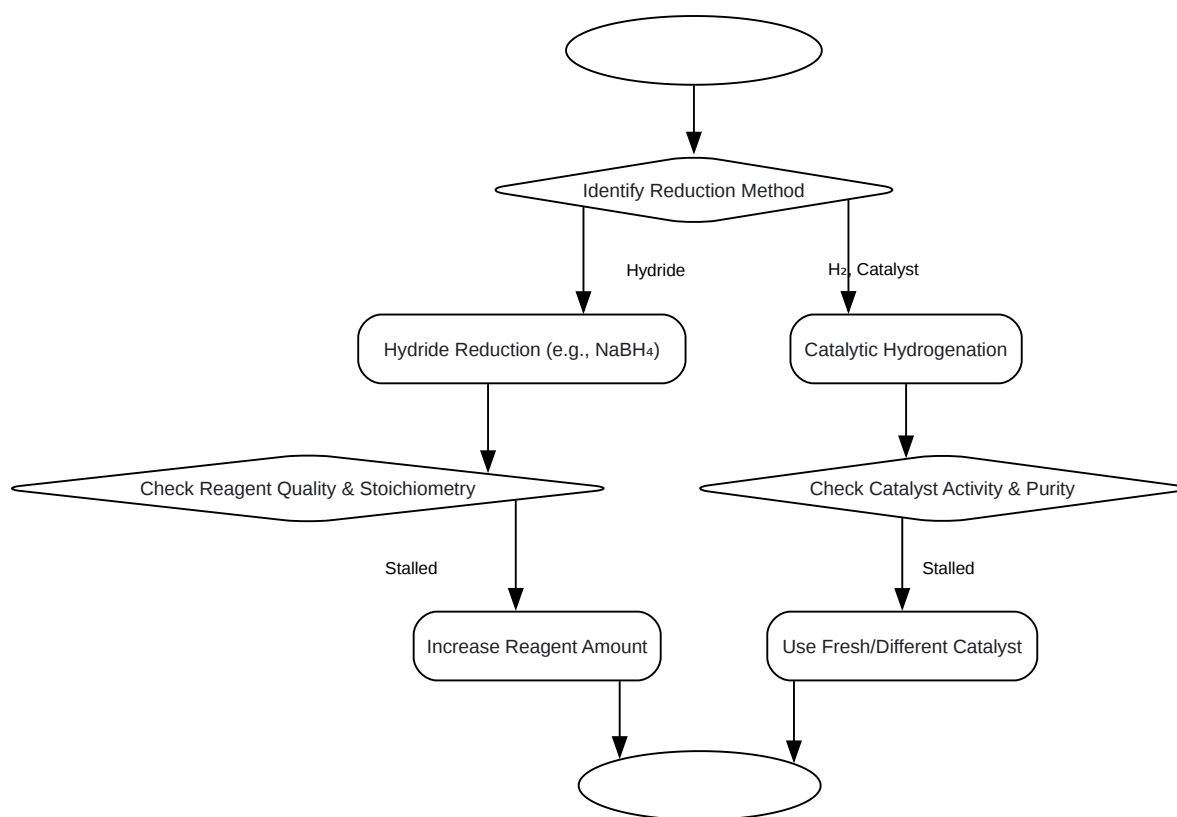 Identify Reduction Method
Hydride
H₂, Catalyst
Hydride Reduction (e.g., NaBH₄)
Catalytic Hydrogenation
Check Reagent Quality & Stoichiometry
Check Catalyst Activity & Purity
Stalled
Stalled
Increase Reagent Amount
Use Fresh/Different Catalyst